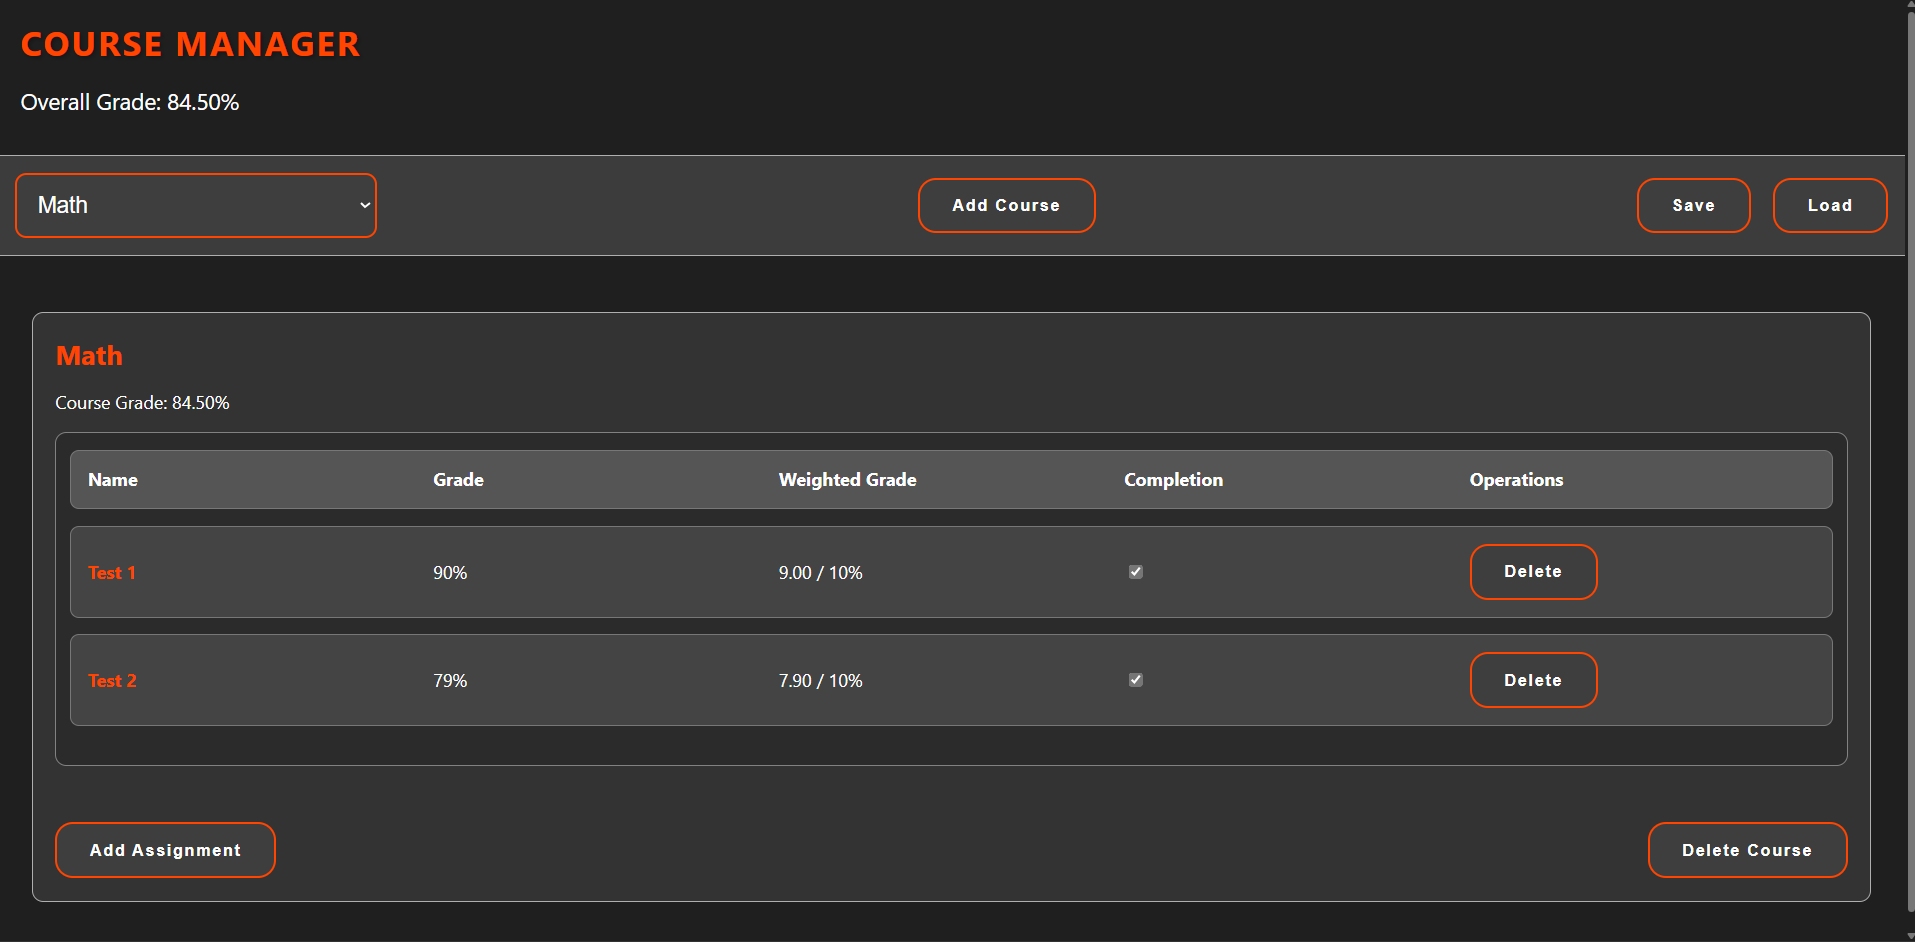 COURSE MANAGER
Overall Grade: 84.50%
Math Add Course Save Load
Math
Course Grade: 84.50%
Name Grade Weighted Grade Completion Operations
Test 1 90% 9.00 / 10% Delete
Test 2 79% 7.90 / 10% Delete
Add Assignment Delete Course